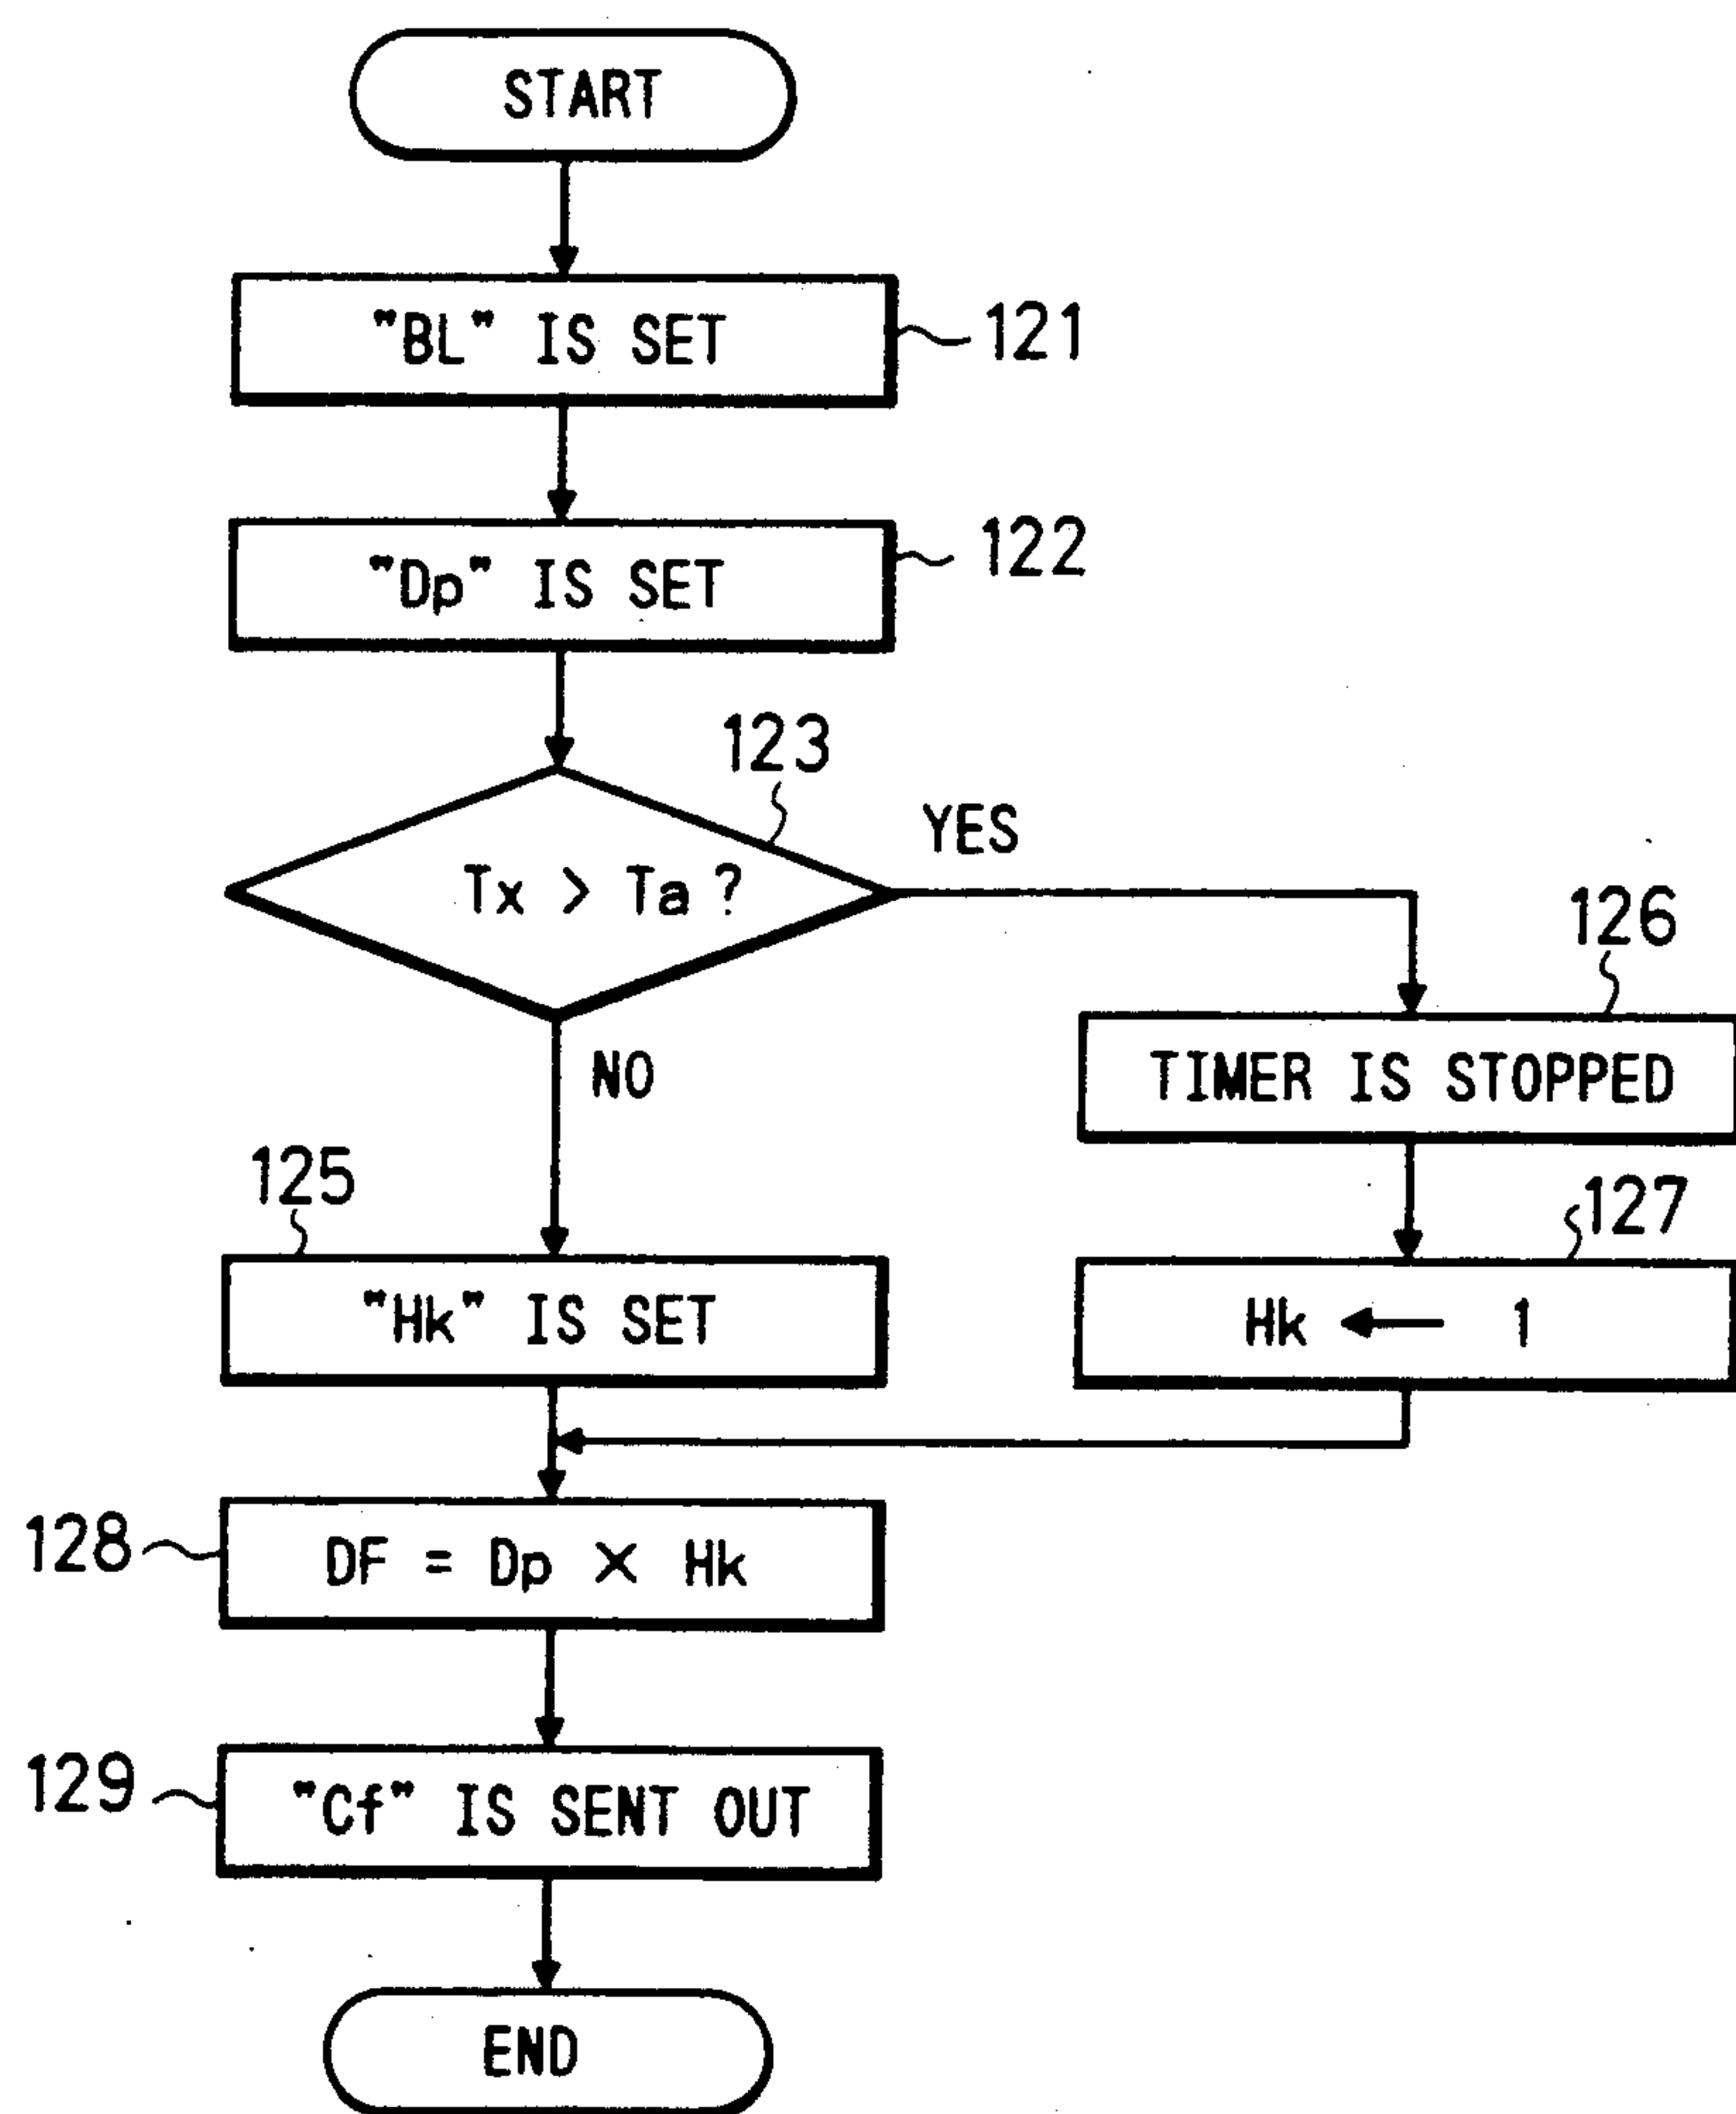 START
"BL" IS SET
121
"Dp" IS SET
122
123
Tx > Ta ?
YES
NO
126
TIMER IS STOPPED
125
"Hk" IS SET
127
Hk ← 1
128
DF = Dp X Hk
129
"Cf" IS SENT OUT
END